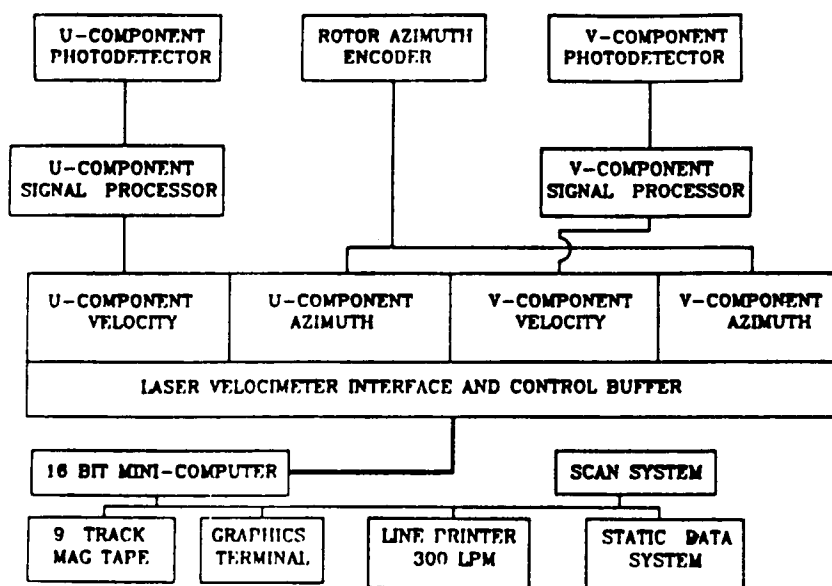 U-COMPONENT
PHOTODETECTOR
ROTOR AZIMUTH
ENCODER
V-COMPONENT
PHOTODETECTOR
U-COMPONENT
SIGNAL PROCESSOR
V-COMPONENT
SIGNAL PROCESSOR
U-COMPONENT
VELOCITY
U-COMPONENT
AZIMUTH
V-COMPONENT
VELOCITY
V-COMPONENT
AZIMUTH
LASER VELOCIMETER INTERFACE AND CONTROL BUFFER
16 BIT MINI-COMPUTER
SCAN SYSTEM
9 TRACK
MAG TAPE
GRAPHICS
TERMINAL
LINE PRINTER
300 LPM
STATIC DATA
SYSTEM